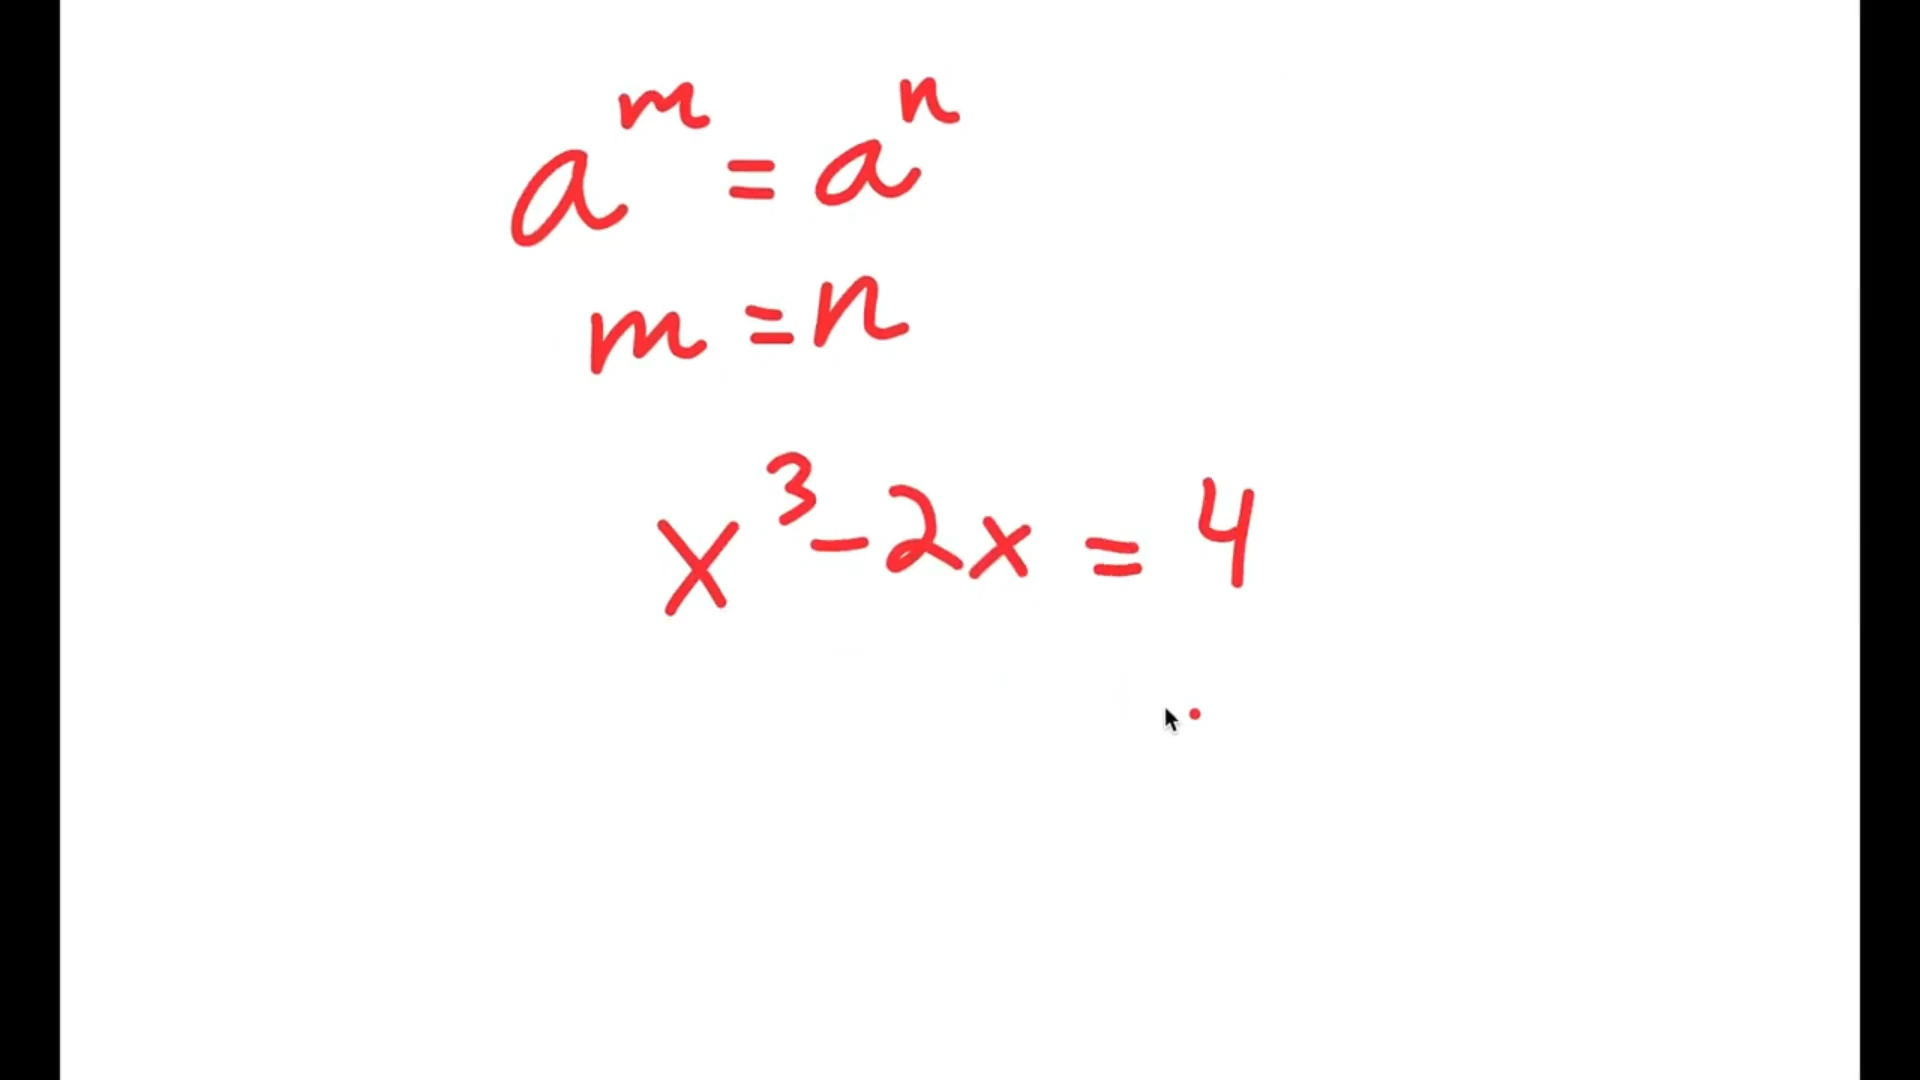 a^m = a^n
m = n
x^3 - 2x = 4